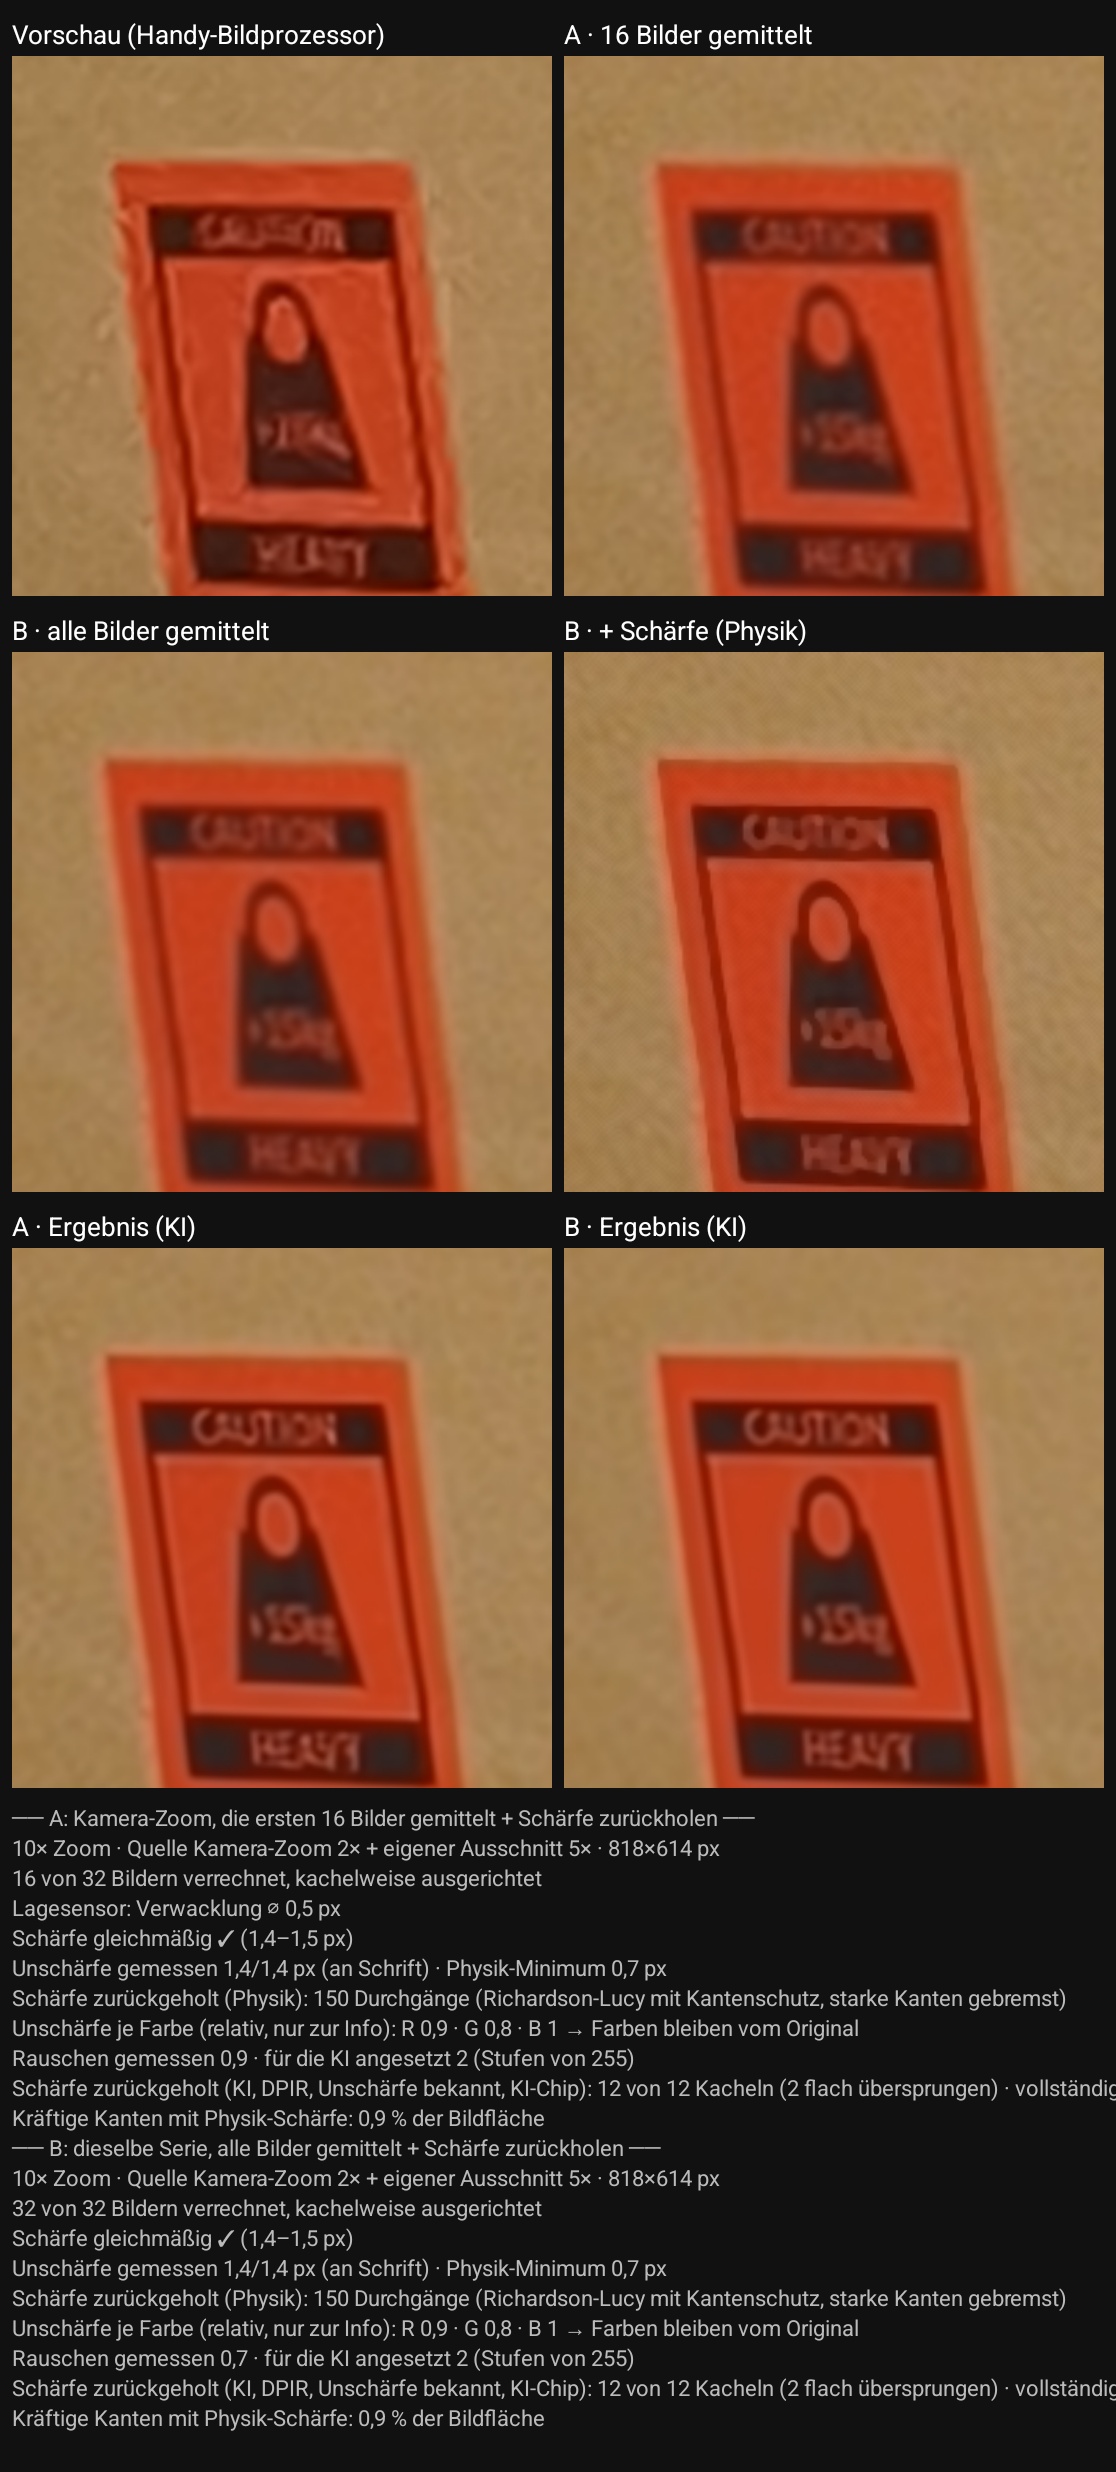 Vorschau (Handy-Bildprozessor)
A · 16 Bilder gemittelt
CAUTION
HEAVY
CAUTION
>15kg
HEAVY
B · alle Bilder gemittelt
B · + Schärfe (Physik)
CAUTION
>15kg
HEAVY
CAUTION
>15kg
HEAVY
A · Ergebnis (KI)
B · Ergebnis (KI)
CAUTION
>15kg
HEAVY
CAUTION
>15kg
HEAVY
── A: Kamera-Zoom, die ersten 16 Bilder gemittelt + Schärfe zurückholen ──
10× Zoom · Quelle Kamera-Zoom 2× + eigener Ausschnitt 5× · 818×614 px
16 von 32 Bildern verrechnet, kachelweise ausgerichtet
Lagesensor: Verwacklung ⌀ 0,5 px
Schärfe gleichmäßig ✓ (1,4–1,5 px)
Unschärfe gemessen 1,4/1,4 px (an Schrift) · Physik-Minimum 0,7 px
Schärfe zurückgeholt (Physik): 150 Durchgänge (Richardson-Lucy mit Kantenschutz, starke Kanten gebremst)
Unschärfe je Farbe (relativ, nur zur Info): R 0,9 · G 0,8 · B 1 → Farben bleiben vom Original
Rauschen gemessen 0,9 · für die KI angesetzt 2 (Stufen von 255)
Schärfe zurückgeholt (KI, DPIR, Unschärfe bekannt, KI-Chip): 12 von 12 Kacheln (2 flach übersprungen) · vollständig
Kräftige Kanten mit Physik-Schärfe: 0,9 % der Bildfläche
── B: dieselbe Serie, alle Bilder gemittelt + Schärfe zurückholen ──
10× Zoom · Quelle Kamera-Zoom 2× + eigener Ausschnitt 5× · 818×614 px
32 von 32 Bildern verrechnet, kachelweise ausgerichtet
Schärfe gleichmäßig ✓ (1,4–1,5 px)
Unschärfe gemessen 1,4/1,4 px (an Schrift) · Physik-Minimum 0,7 px
Schärfe zurückgeholt (Physik): 150 Durchgänge (Richardson-Lucy mit Kantenschutz, starke Kanten gebremst)
Unschärfe je Farbe (relativ, nur zur Info): R 0,9 · G 0,8 · B 1 → Farben bleiben vom Original
Rauschen gemessen 0,7 · für die KI angesetzt 2 (Stufen von 255)
Schärfe zurückgeholt (KI, DPIR, Unschärfe bekannt, KI-Chip): 12 von 12 Kacheln (2 flach übersprungen) · vollständig
Kräftige Kanten mit Physik-Schärfe: 0,9 % der Bildfläche